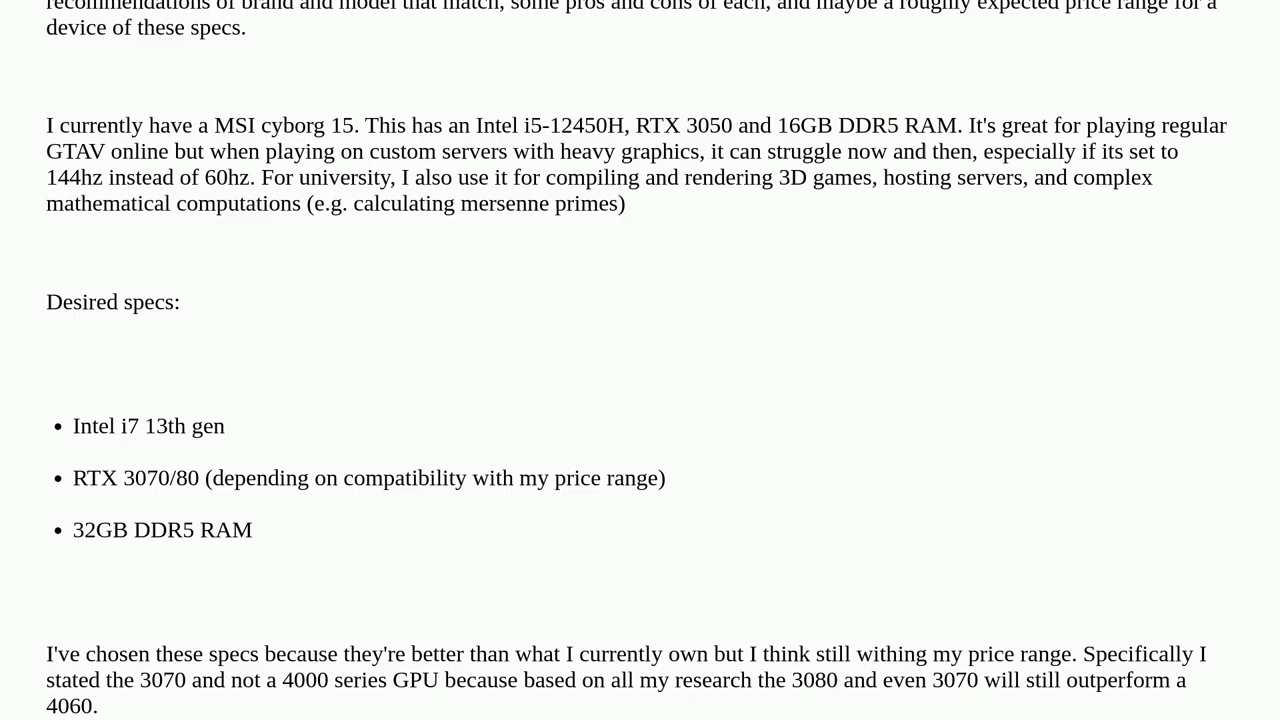 recommendations of brand and model that match, some pros and cons of each, and maybe a roughly expected price range for a
device of these specs.
I currently have a MSI cyborg 15. This has an Intel i5-12450H, RTX 3050 and 16GB DDR5 RAM. It's great for playing regular
GTAV online but when playing on custom servers with heavy graphics, it can struggle now and then, especially if its set to
144hz instead of 60hz. For university, I also use it for compiling and rendering 3D games, hosting servers, and complex
mathematical computations (e.g. calculating mersenne primes)
Desired specs:
• Intel i7 13th gen
• RTX 3070/80 (depending on compatibility with my price range)
• 32GB DDR5 RAM
I've chosen these specs because they're better than what I currently own but I think still withing my price range. Specifically I
stated the 3070 and not a 4000 series GPU because based on all my research the 3080 and even 3070 will still outperform a
4060.